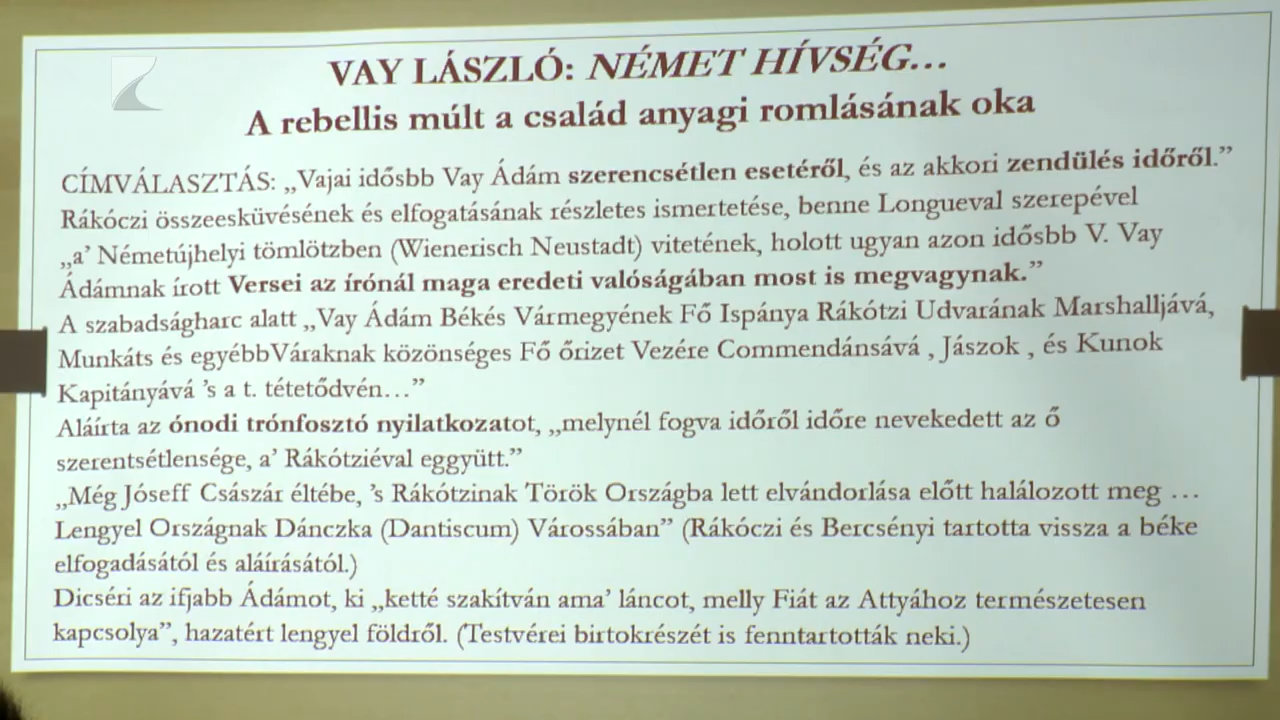 VAY LÁSZLÓ: NÉMET HÍVSÉG…
A rebellis múlt a család anyagi romlásának oka
CÍMVÁLASZTÁS: „Vajai idősbb Vay Ádám szerencsétlen esetéről, és az akkori zendülés időről.”
Rákóczi összeesküvésének és elfogatásának részletes ismertetése, benne Longueval szerepével
„a’ Németújhelyi tömlötzben (Wienerisch Neustadt) vitetének, holott ugyan azon idősbb V. Vay
Ádámnak írott Versei az írónál maga eredeti valóságában most is megvagynak.”
A szabadságharc alatt „Vay Ádám Békés Vármegyének Fő Ispánya Rákótzi Udvarának Marshalljává,
Munkáts és egyébbVáraknak közönséges Fő őrizet Vezére Commendánsává , Jászok , és Kunok
Kapitányává ’s a t. tétetődvén…”
Aláírta az ónodi trónfosztó nyilatkozatot, „melynél fogva időről időre nevekedett az ő
szerentsétlensége, a’ Rákótziéval eggyütt.”
„Még Jóseff Császár éltébe, ’s Rákótzinak Török Országba lett elvándorlása előtt halálozott meg …
Lengyel Országnak Dánczka (Dantiscum) Várossában” (Rákóczi és Bercsényi tartotta vissza a béke
elfogadásától és aláírásától.)
Dicséri az ifjabb Ádámot, ki „ketté szakítván ama’ láncot, melly Fiát az Attyához természetesen
kapcsolya”, hazatért lengyel földről. (Testvérei birtokrészét is fenntartották neki.)